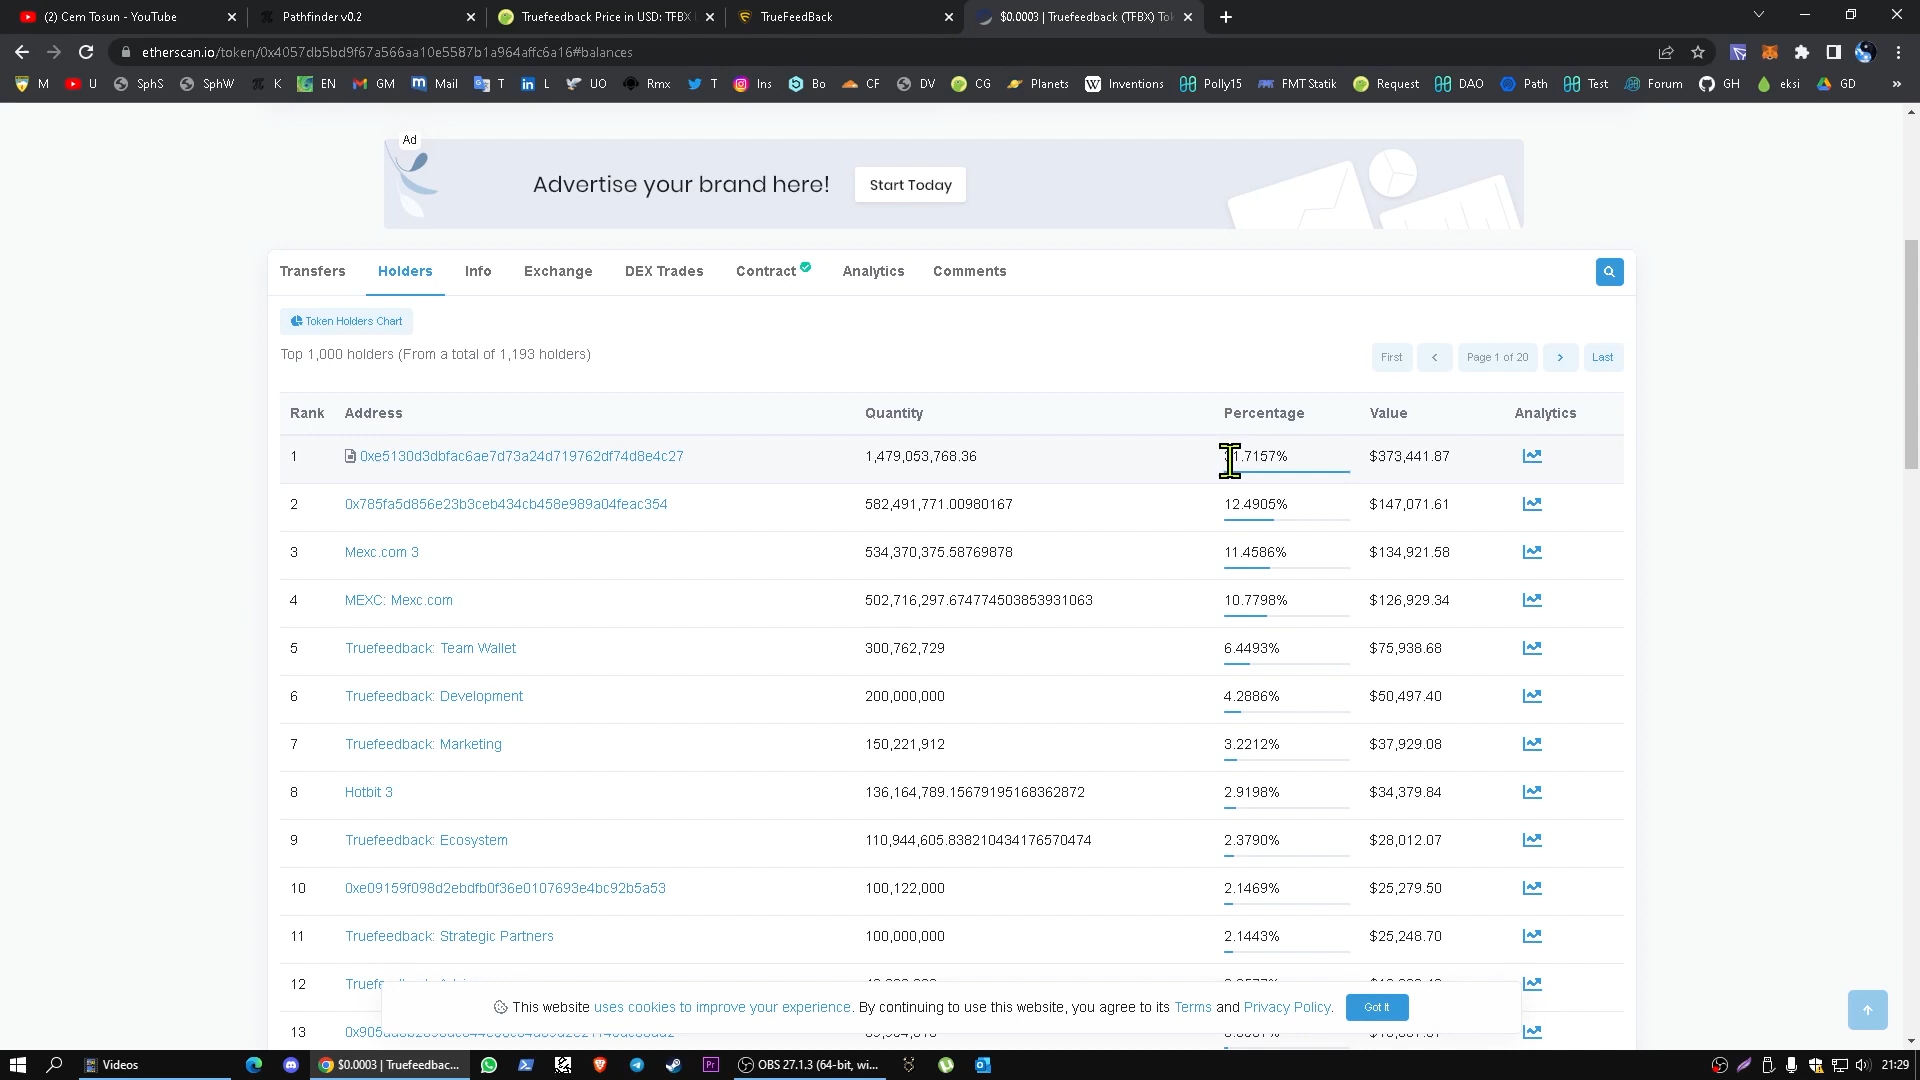 (2) Cem Tosun - YouTube
Pathfinder v0.2
Truefeedback Price in USD: TFBX
TrueFeedBack
$0.0003 | Truefeedback (TFBX) Tok
etherscan.io/token/0x4057db5bd9f67a566aa10e5587b1a964affc6a16#balances
M U SphS SphW K EN GM Mail T L UO Rmx T Ins Bo CF DV CG Planets Inventions Polly15 FMT Statik Request DAO Path Test Forum GH eksi GD »
Ad
Advertise your brand here! Start Today
Transfers Holders Info Exchange DEX Trades Contract Analytics Comments
Token Holders Chart
Top 1,000 holders (From a total of 1,193 holders)
First < Page 1 of 20 > Last
Rank Address Quantity Percentage Value Analytics
1 0xe5130d3dbfac6ae7d73a24d719762df74d8e4c27 1,479,053,768.36 $373,441.87
2 0x785fa5d856e23b3ceb434cb458e989a04feac354 582,491,771.00980167 12.4905% $147,071.61
3 Mexc.com 3 534,370,375.58769878 11.4586% $134,921.58
4 MEXC: Mexc.com 502,716,297.674774503853931063 10.7798% $126,929.34
5 Truefeedback: Team Wallet 300,762,729 6.4493% $75,938.68
6 Truefeedback: Development 200,000,000 4.2886% $50,497.40
7 Truefeedback: Marketing 150,221,912 3.2212% $37,929.08
8 Hotbit 3 136,164,789.15679195168362872 2.9198% $34,379.84
9 Truefeedback: Ecosystem 110,944,605.838210434176570474 2.3790% $28,012.07
10 0xe09159f098d2ebdfb0f36e0107693e4bc92b5a53 100,122,000 2.1469% $25,279.50
11 Truefeedback: Strategic Partners 100,000,000 2.1443% $25,248.70
12
This website uses cookies to improve your experience. By continuing to use this website, you agree to its Terms and Privacy Policy. Got It
13
Videos
$0.0003 | Truefeedbac...
OBS 27.1.3 (64-bit, wi...
21:29